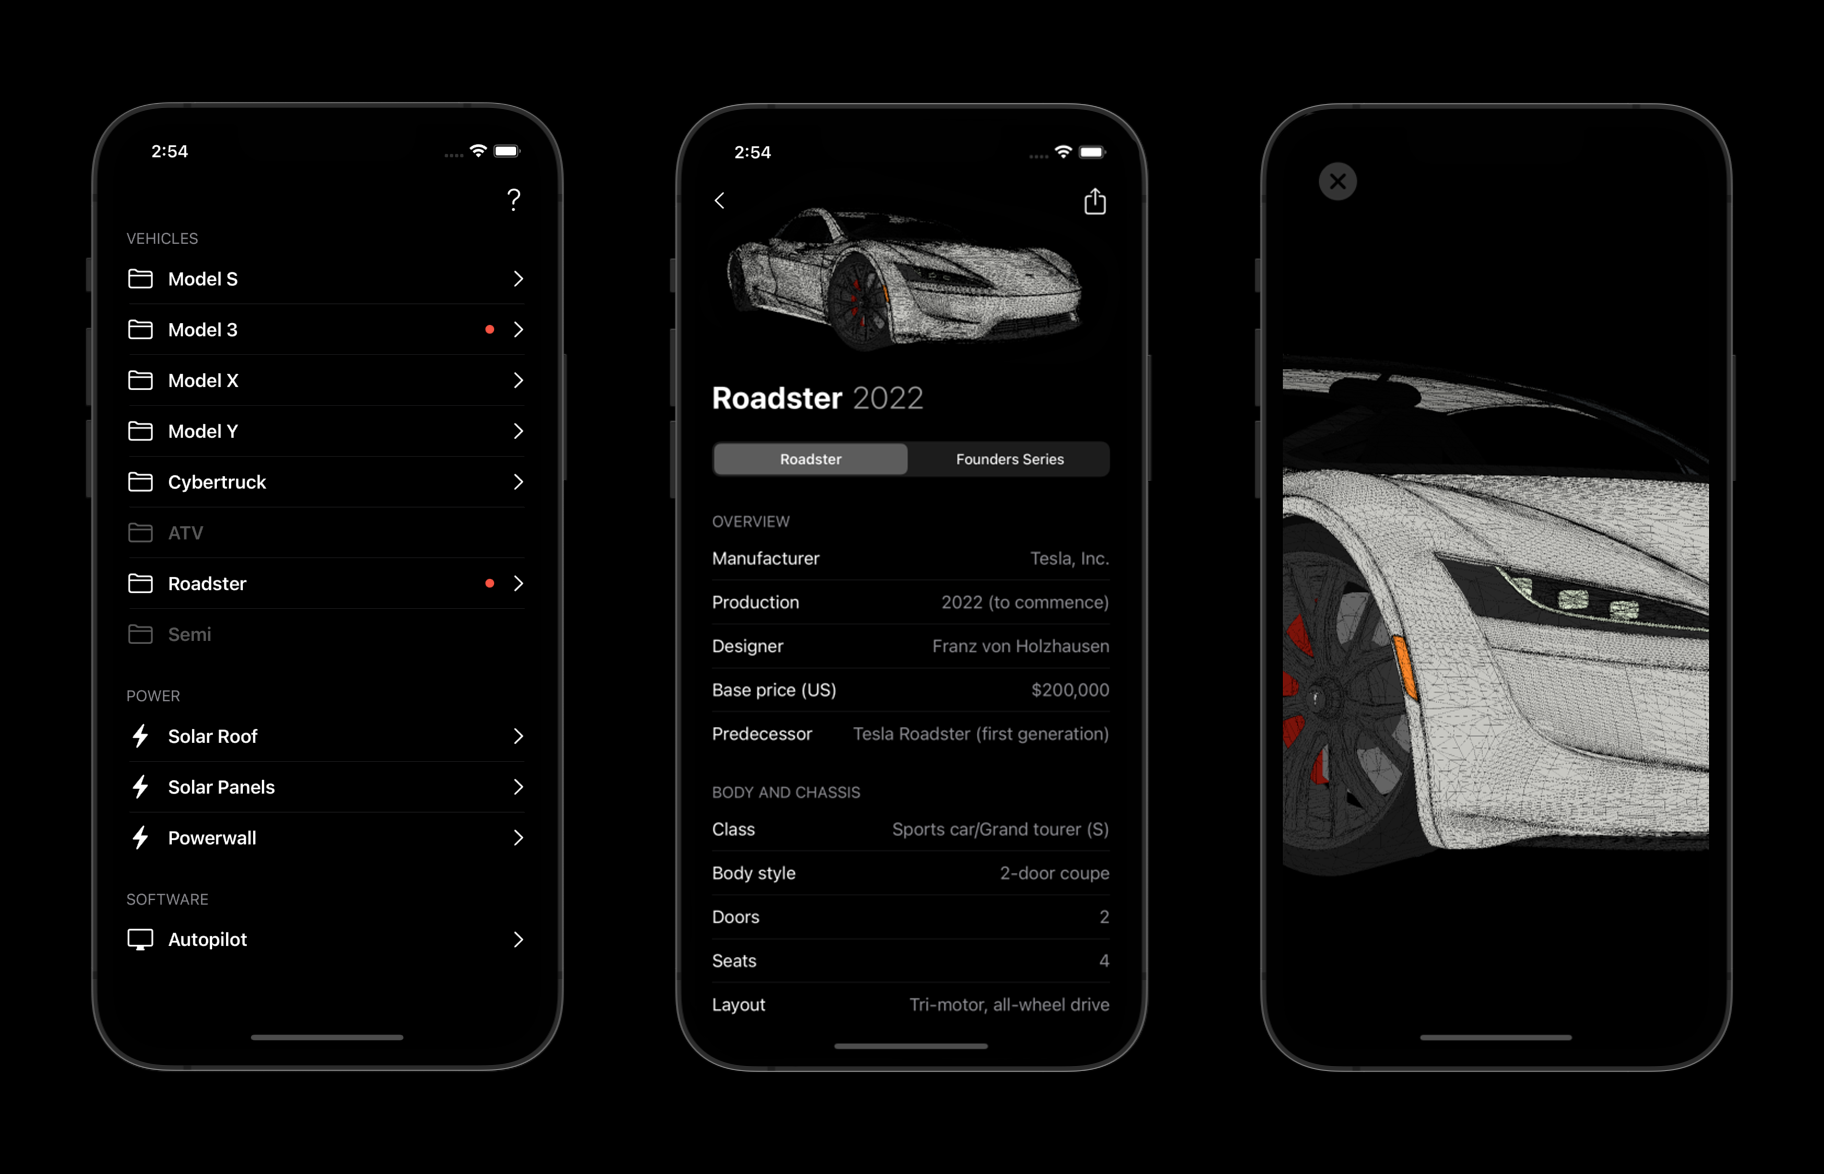 2:54
?
VEHICLES
Model S
Model 3
Model X
Model Y
Cybertruck
ATV
Roadster
Semi
POWER
Solar Roof
Solar Panels
Powerwall
SOFTWARE
Autopilot
2:54
Roadster 2022
Roadster Founders Series
OVERVIEW
Manufacturer Tesla, Inc.
Production 2022 (to commence)
Designer Franz von Holzhausen
Base price (US) $200,000
Predecessor Tesla Roadster (first generation)
BODY AND CHASSIS
Class Sports car/Grand tourer (S)
Body style 2-door coupe
Doors 2
Seats 4
Layout Tri-motor, all-wheel drive